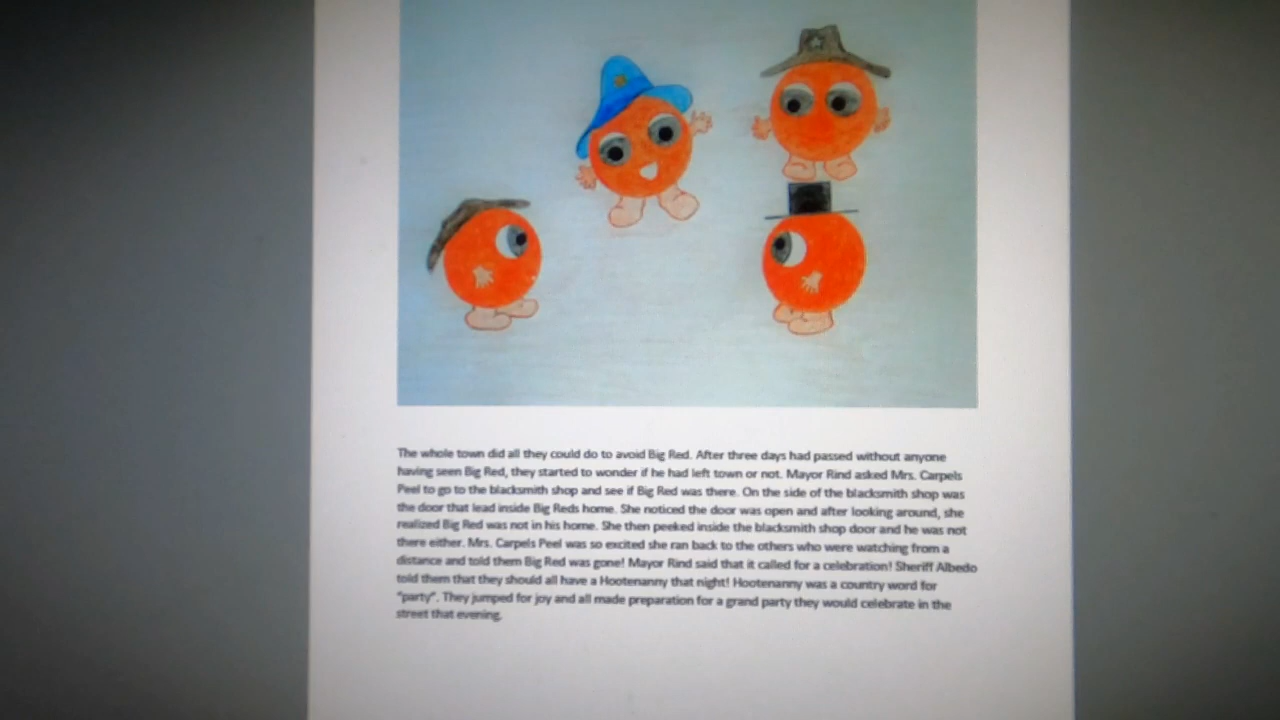 The whole town did all they could do to avoid Big Red. After three days had passed without anyone
having seen Big Red, they started to wonder if he had left town or not. Mayor Rind asked Mrs. Carpels
Peel to go to the blacksmith shop and see if Big Red was there. On the side of the blacksmith shop was
the door that lead inside Big Reds home. She noticed the door was open and after looking around, she
realized Big Red was not in his home. She then peeked inside the blacksmith shop door and he was not
there either. Mrs. Carpels Peel was so excited she ran back to the others who were watching from a
distance and told them Big Red was gone! Mayor Rind said that it called for a celebration! Sheriff Albedo
told them that they should all have a Hootenanny that night! Hootenanny was a country word for
"party". They jumped for joy and all made preparation for a grand party they would celebrate in the
street that evening.